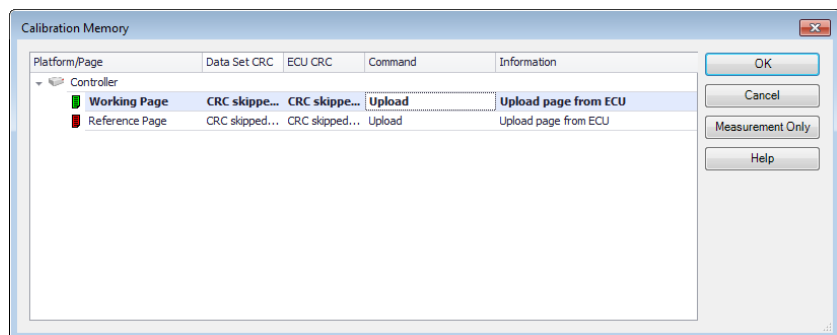 Calibration Memory
Platform/Page Data Set CRC ECU CRC Command Information
Controller
Working Page CRC skippe... CRC skippe... Upload Upload page from ECU
Reference Page CRC skipped... CRC skipped... Upload Upload page from ECU
OK
Cancel
Measurement Only
Help